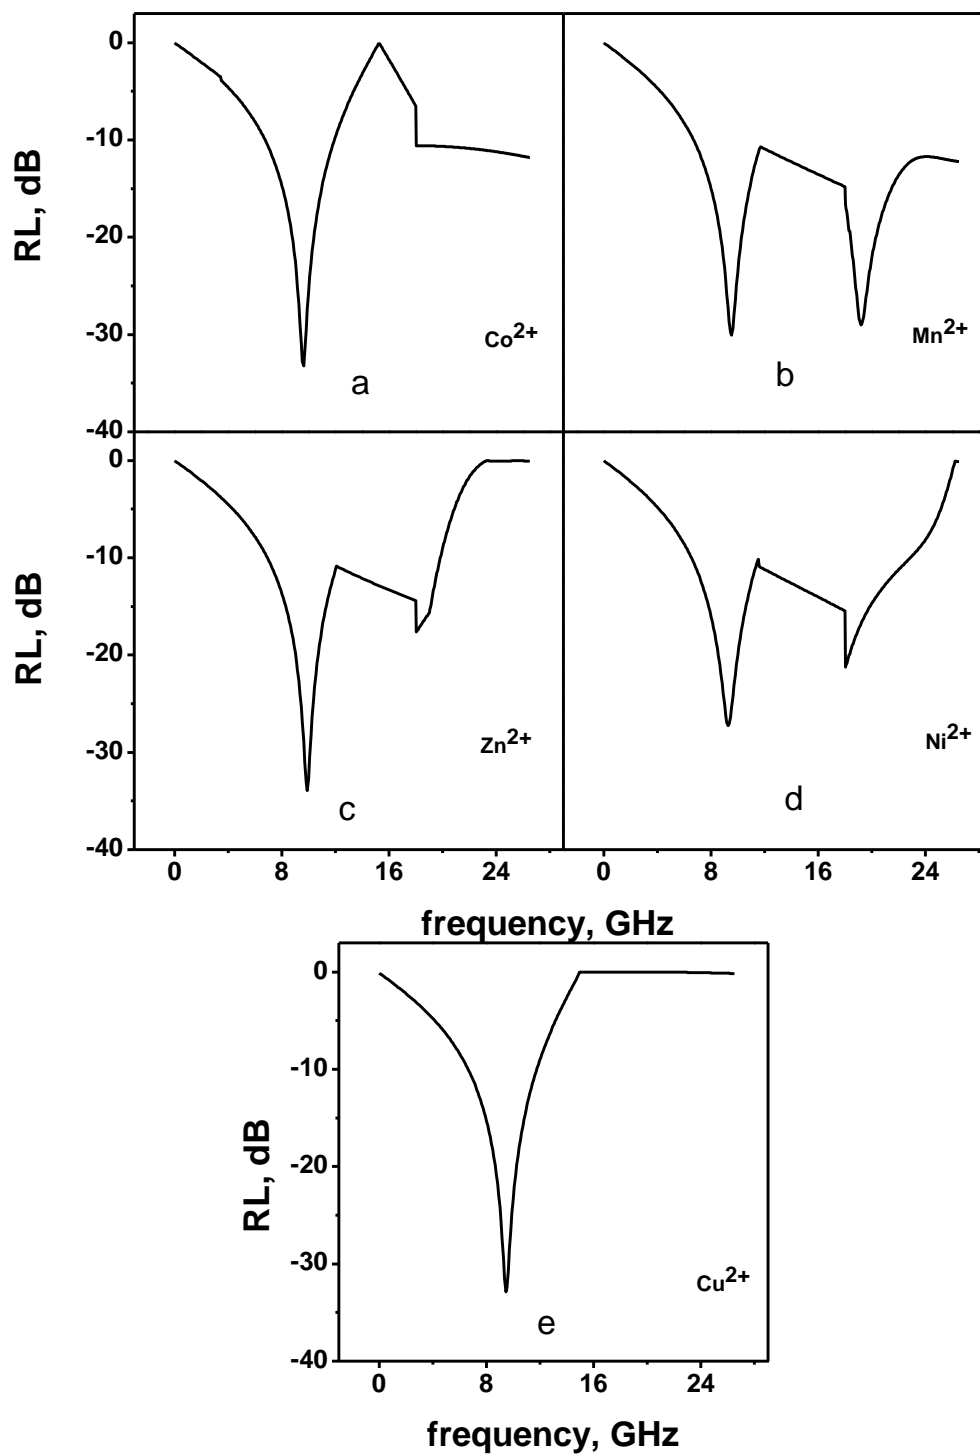 0
-10
-20
-30
-40
RL, dB
Co2+
a
Mn2+
b
0
-10
-20
-30
-40
RL, dB
Zn2+
c
Ni2+
d
0 8 16 24 0 8 16 24
frequency, GHz
0
-10
-20
-30
-40
RL, dB
Cu2+
e
0 8 16 24
frequency, GHz